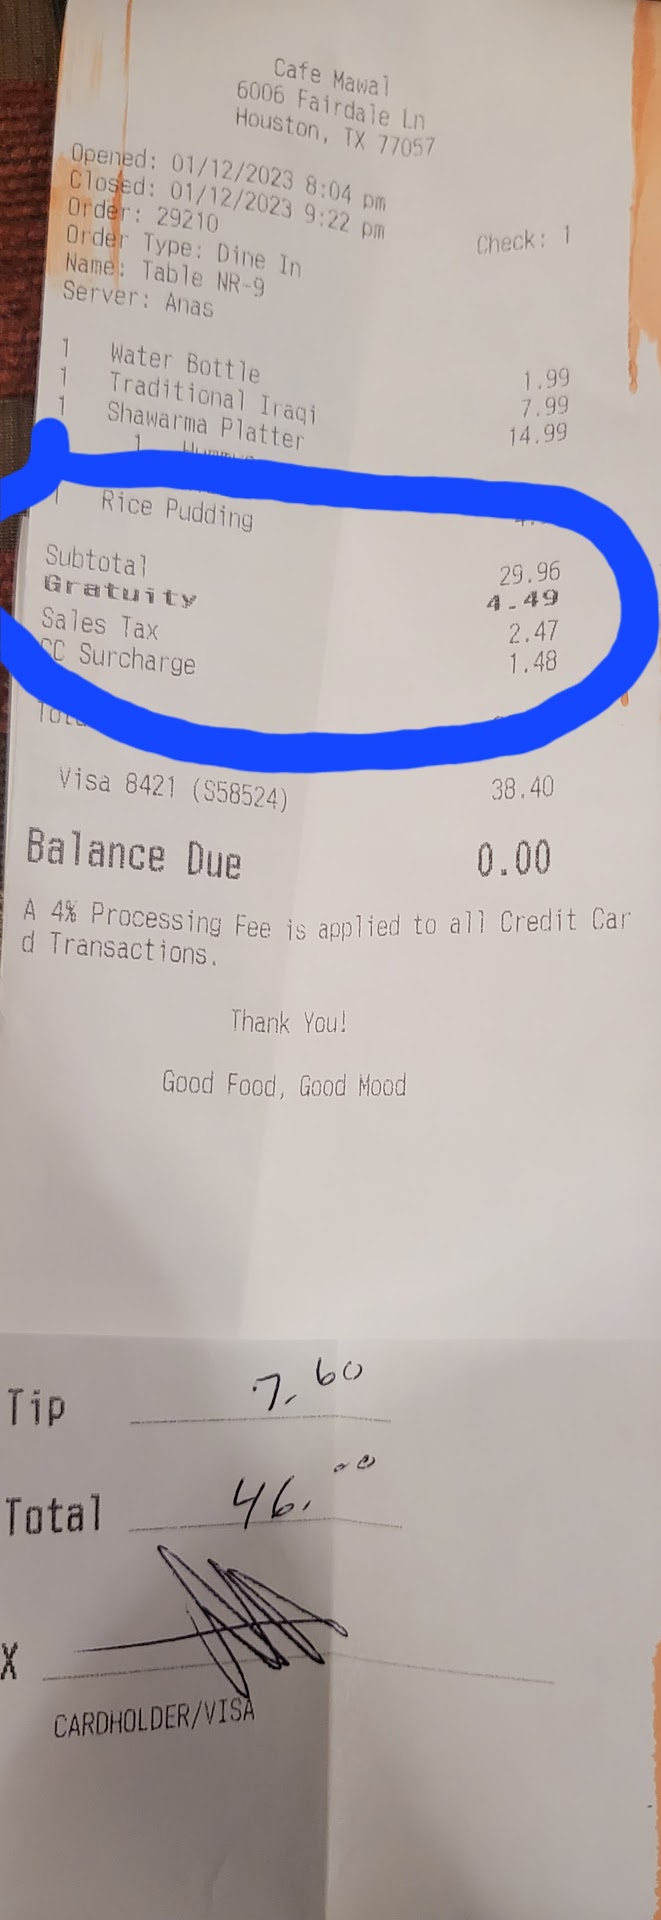 Cafe Mawal
6006 Fairdale Ln
Houston, TX 77057
Opened: 01/12/2023 8:04 pm
Closed: 01/12/2023 9:22 pm
Order: 29210 Check: 1
Order Type: Dine In
Name: Table NR-9
Server: Anas
1 Water Bottle 1.99
1 Traditional Iraqi 7.99
1 Shawarma Platter 14.99
1
1 Rice Pudding
Subtotal 29.96
Gratuity 4.49
Sales Tax 2.47
CC Surcharge 1.48
Visa 8421 (S58524) 38.40
Balance Due 0.00
A 4% Processing Fee is applied to all Credit Car
d Transactions.
Thank You!
Good Food, Good Mood
Tip 7.60
Total 46.00
X
CARDHOLDER/VISA